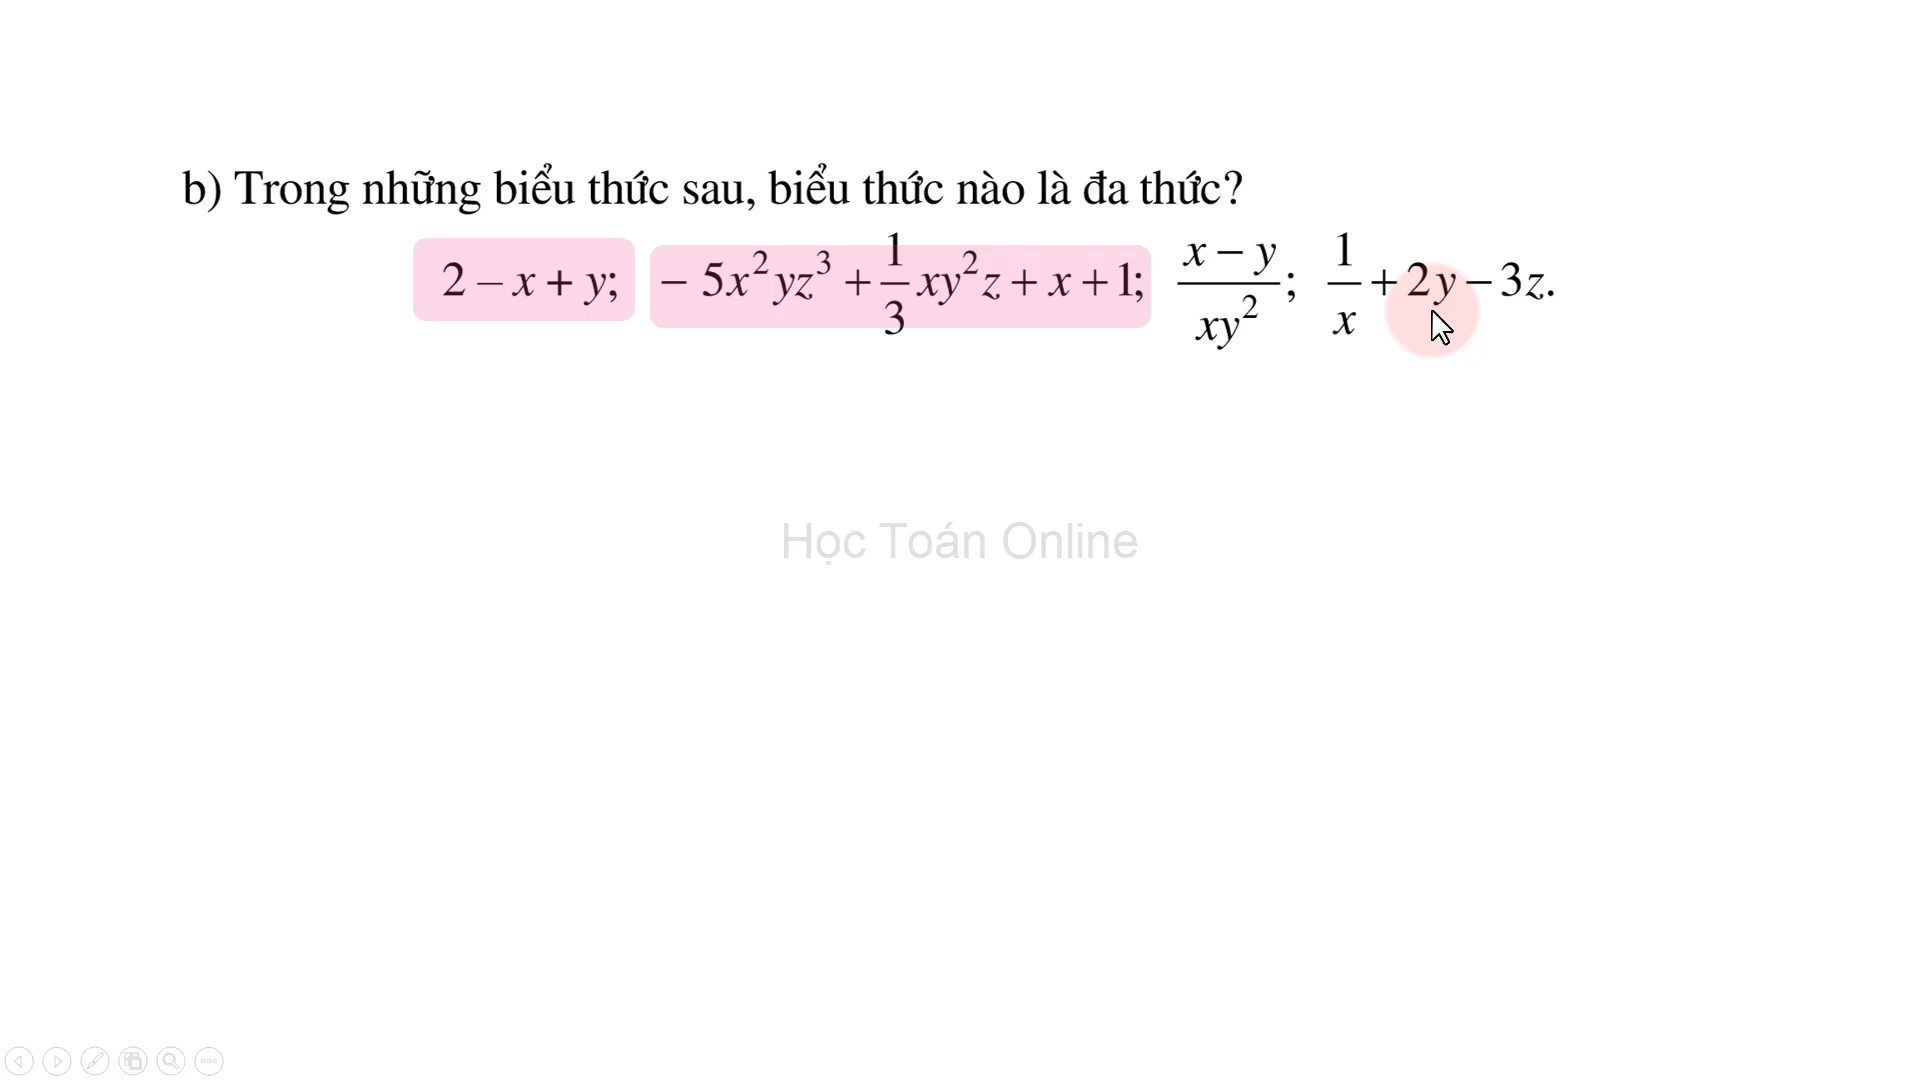 b) Trong những biểu thức sau, biểu thức nào là đa thức?
2 – x + y; − 5x²yz³ + 1/3 xy²z + x + 1; (x − y)/(xy²); 1/x + 2y − 3z.
Học Toán Online